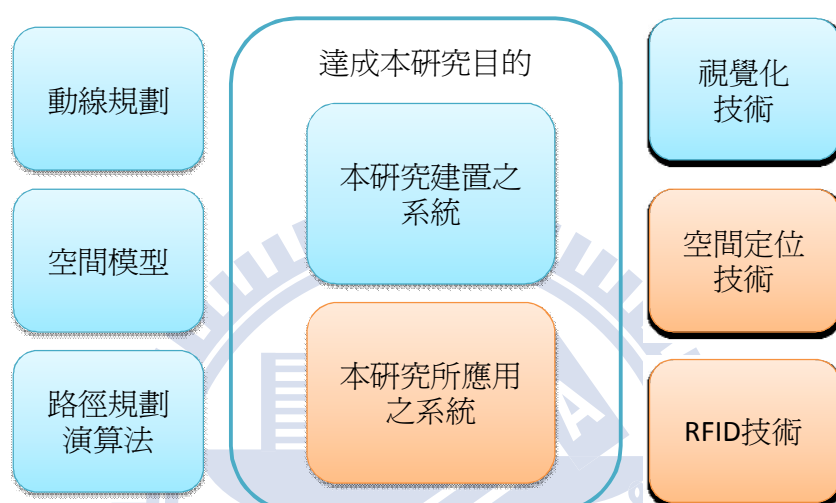 動線規劃
空間模型
路徑規劃
演算法
達成本研究目的
本研究建置之
系統
本研究所應用
之系統
視覺化
技術
空間定位
技術
RFID技術